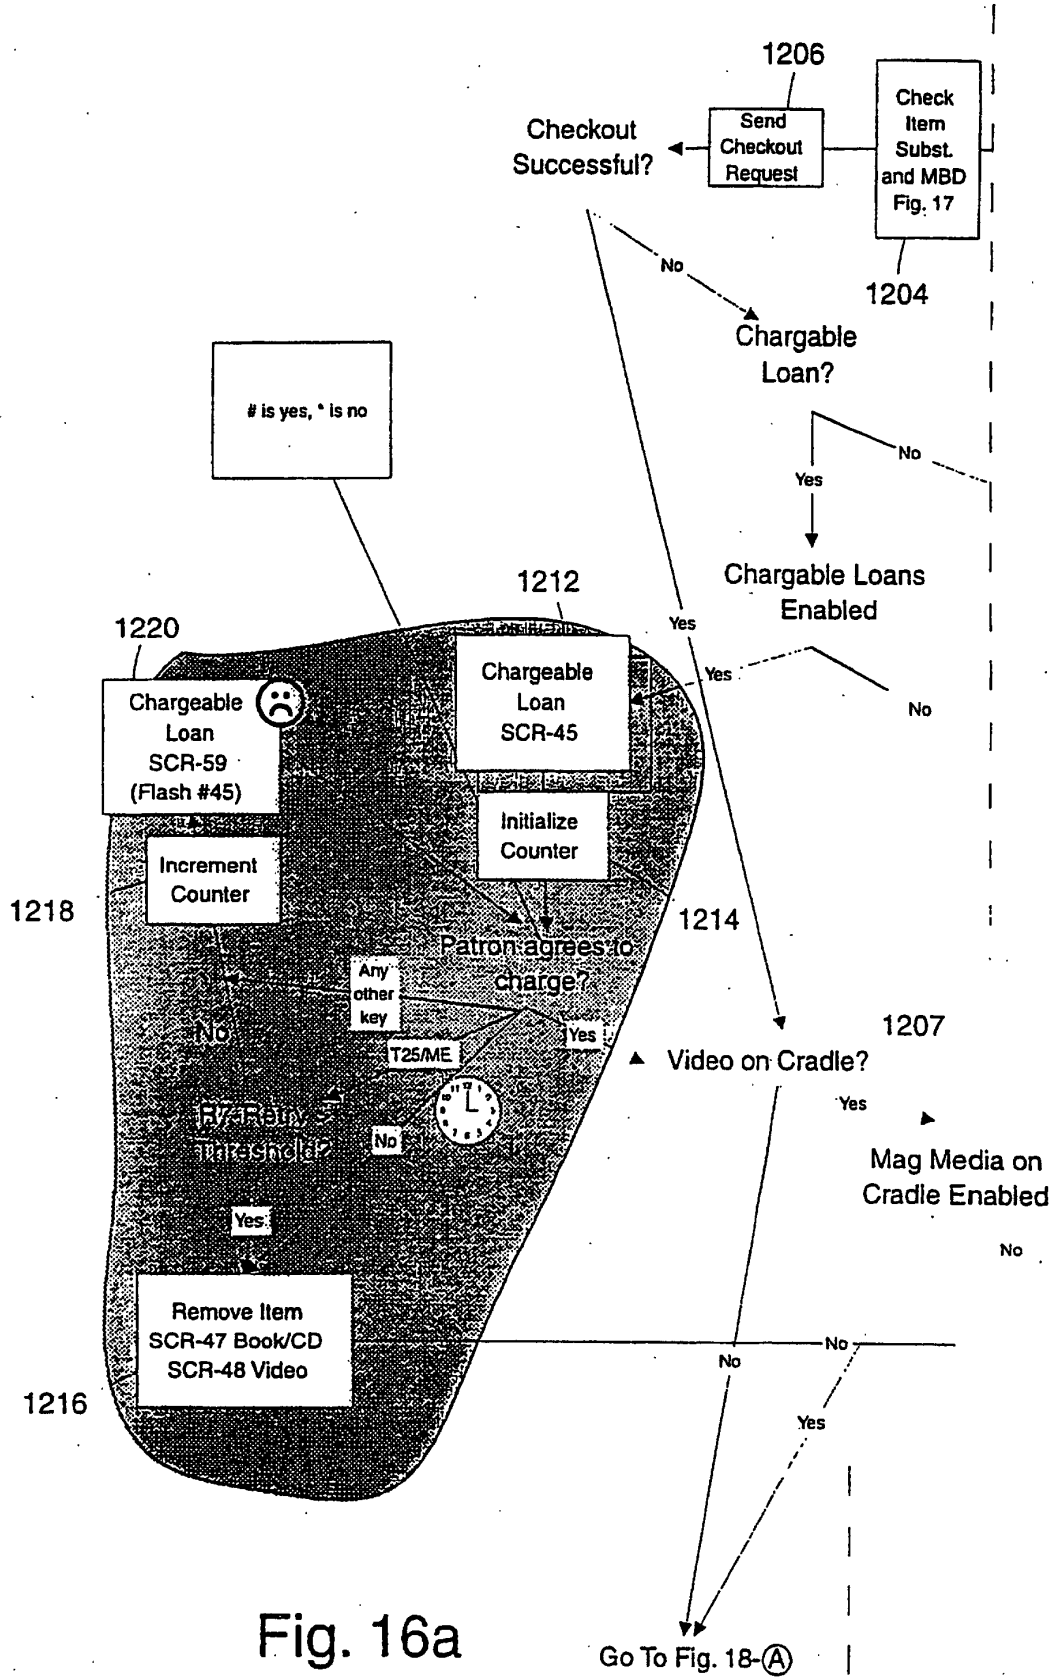 1206
Check
Item
Subst.
and MBD
Fig. 17
Send
Checkout
Request
Checkout
Successful?
1204
No
Chargable
Loan?
# is yes, * is no
No
Yes
Chargable Loans
Enabled
1212
1220
Yes
Yes
No
Chargeable
Loan
SCR-45
Chargeable
Loan
SCR-59
(Flash #45)
Initialize
Counter
Increment
Counter
1218
1214
Patron agrees to
charge?
Any
other
key
No
Yes
T25/ME
1207
Video on Cradle?
Yes
R7-Retry >
Threshold?
No
Mag Media on
Cradle Enabled
Yes
No
Remove Item
SCR-47 Book/CD
SCR-48 Video
No
No
1216
Yes
Fig. 16a
Go To Fig. 18-A